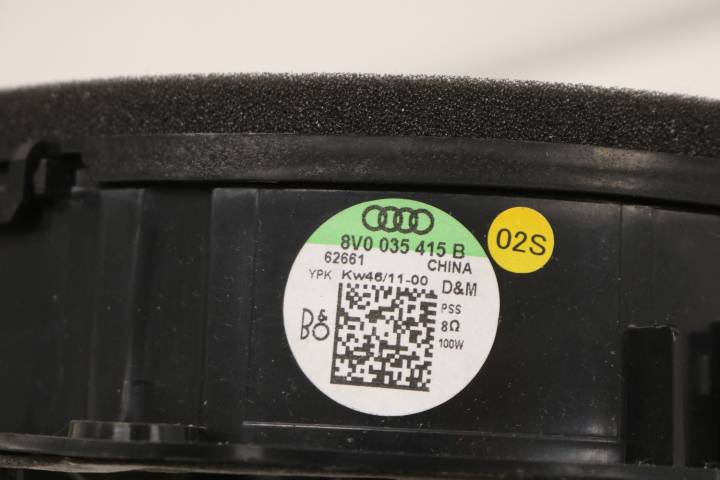 8V0 035 415 B
62661 CHINA
YPK Kw46/11-00 D&M
PSS
B&O 8Ω
100W
02S